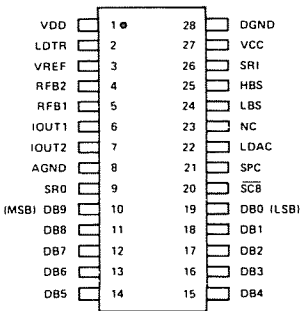 VDD 1 28 DGND
LDTR 2 27 VCC
VREF 3 26 SRI
RFB2 4 25 HBS
RFB1 5 24 LBS
IOUT1 6 23 NC
IOUT2 7 22 LDAC
AGND 8 21 SPC
SR0 9 20 SCB
(MSB) DB9 10 19 DB0 (LSB)
DB8 11 18 DB1
DB7 12 17 DB2
DB6 13 16 DB3
DB5 14 15 DB4